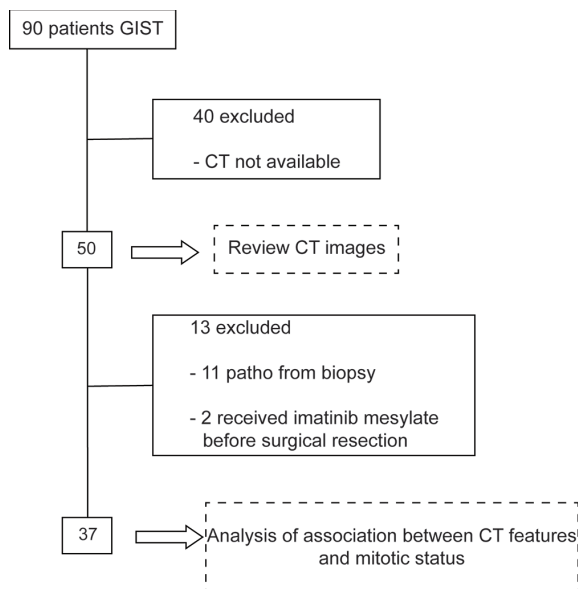 90 patients GIST
40 excluded
- CT not available
50
Review CT images
13 excluded
- 11 patho from biopsy
- 2 received imatinib mesylate
before surgical resection
37
Analysis of association between CT features
and mitotic status